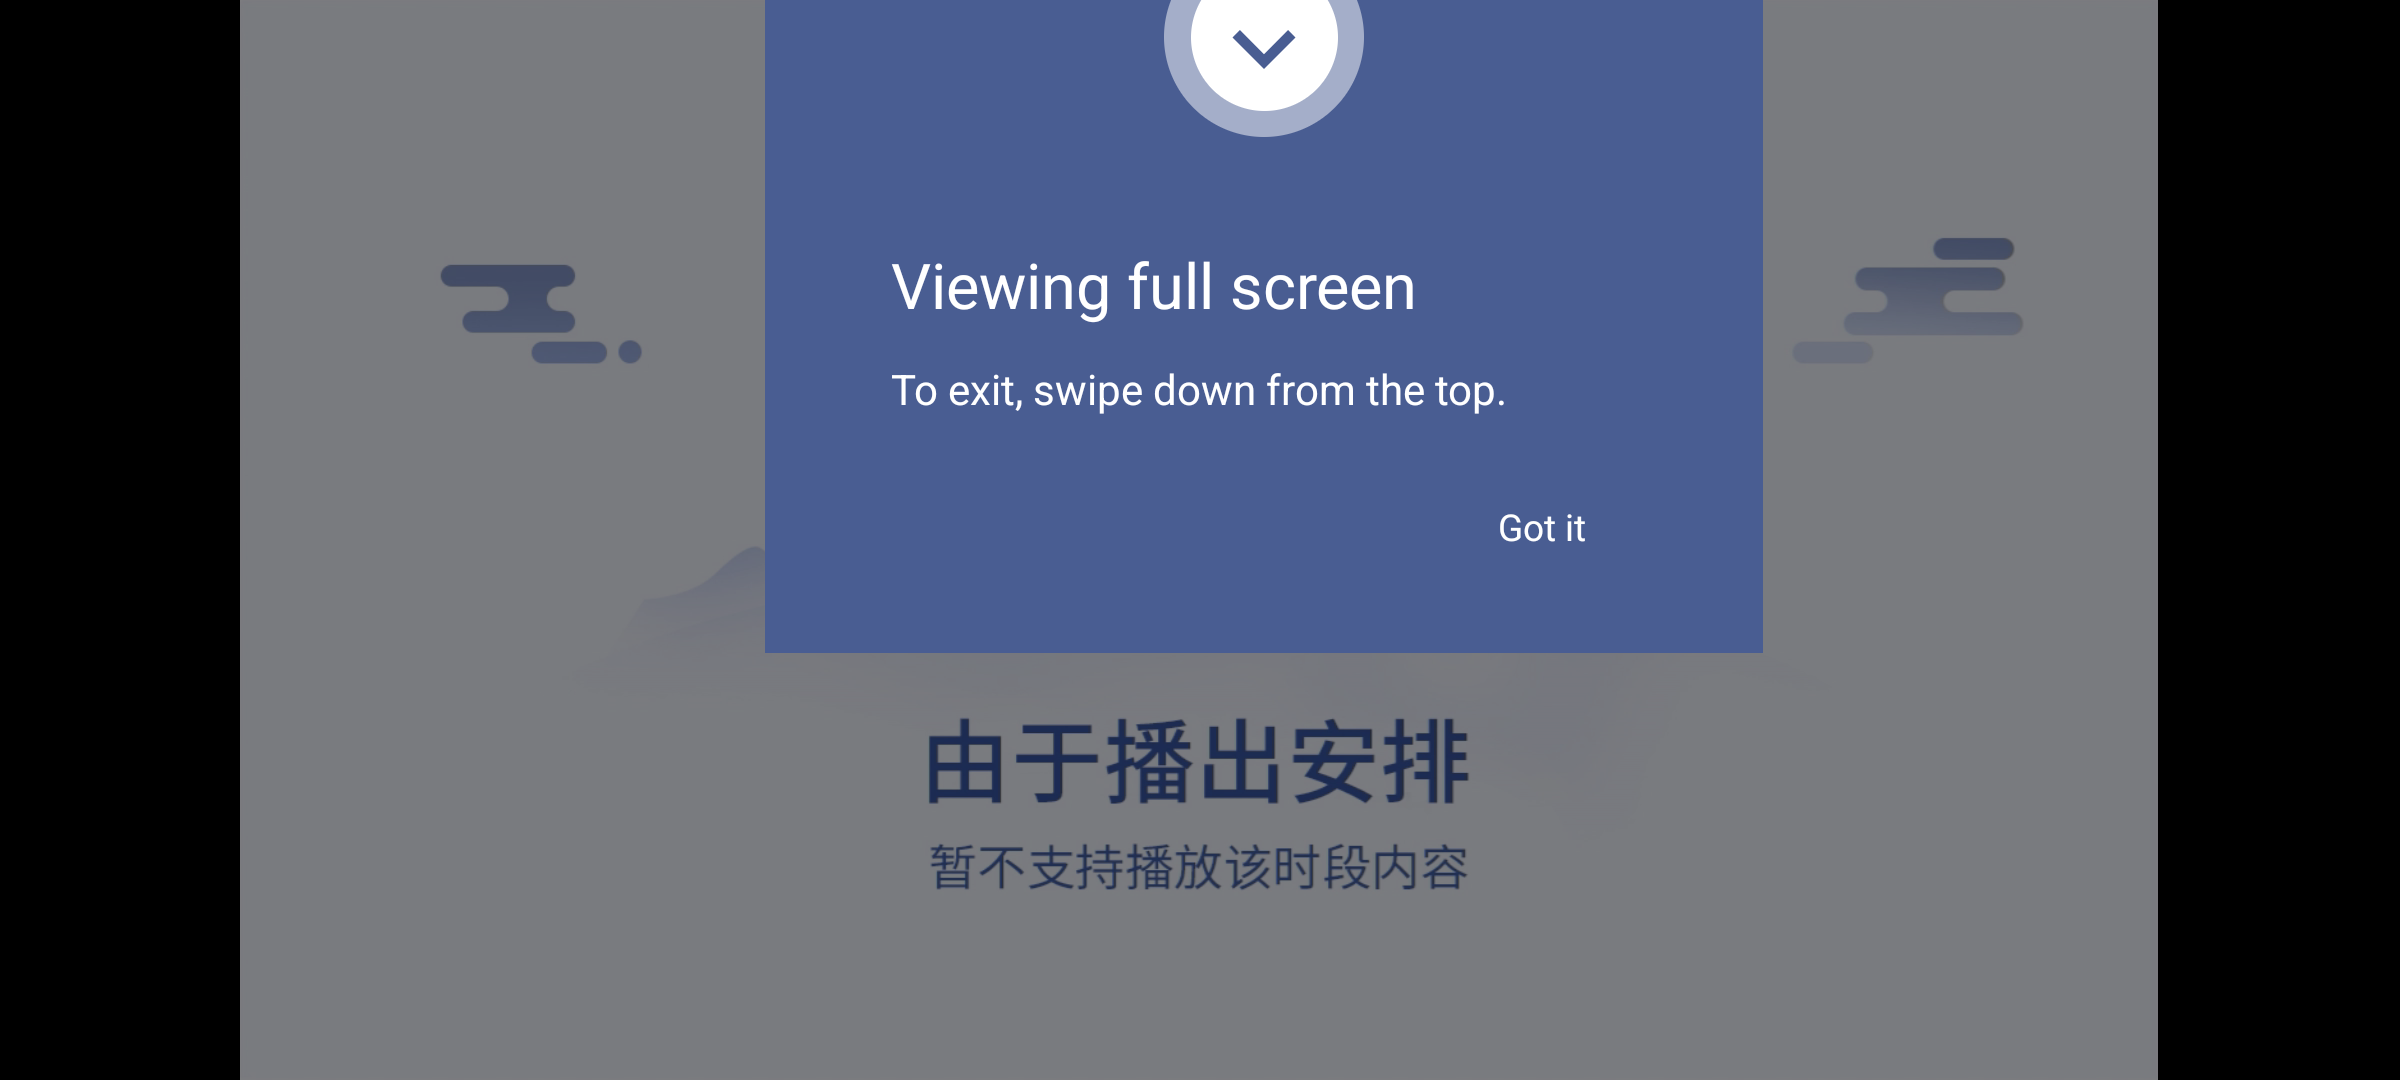 Viewing full screen
To exit, swipe down from the top.
Got it
由于播出安排
暂不支持播放该时段内容